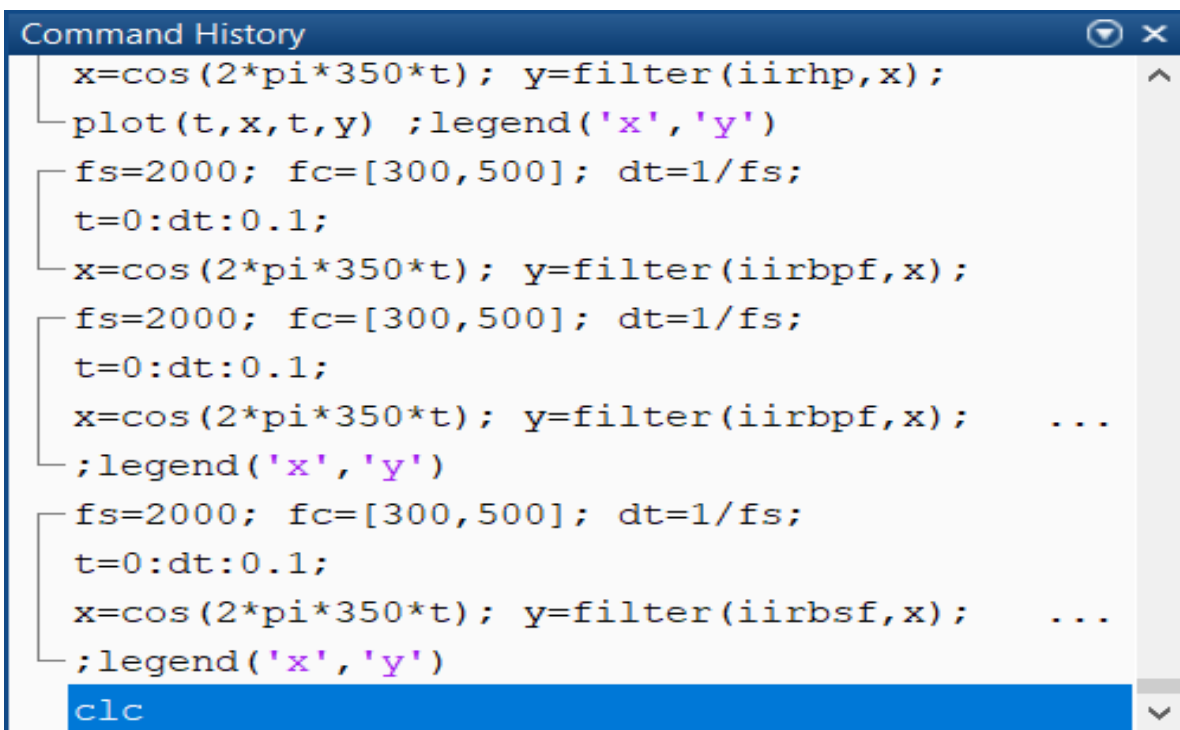 Command History
x=cos(2*pi*350*t); y=filter(iirhp,x);
plot(t,x,t,y) ;legend('x','y')
fs=2000; fc=[300,500]; dt=1/fs;
t=0:dt:0.1;
x=cos(2*pi*350*t); y=filter(iirbpf,x);
fs=2000; fc=[300,500]; dt=1/fs;
t=0:dt:0.1;
x=cos(2*pi*350*t); y=filter(iirbpf,x); ...
;legend('x','y')
fs=2000; fc=[300,500]; dt=1/fs;
t=0:dt:0.1;
x=cos(2*pi*350*t); y=filter(iirbsf,x); ...
;legend('x','y')
clc